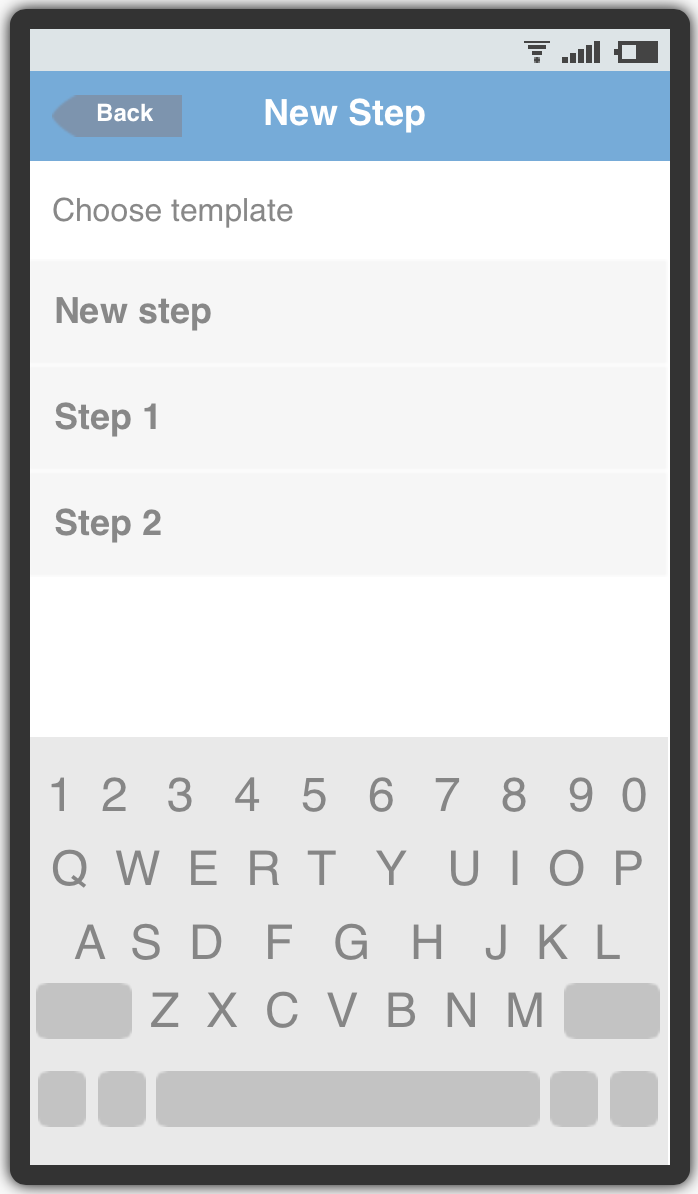 Back New Step
Choose template
New step
Step 1
Step 2
1 2 3 4 5 6 7 8 9 0
Q W E R T Y U I O P
A S D F G H J K L
Z X C V B N M